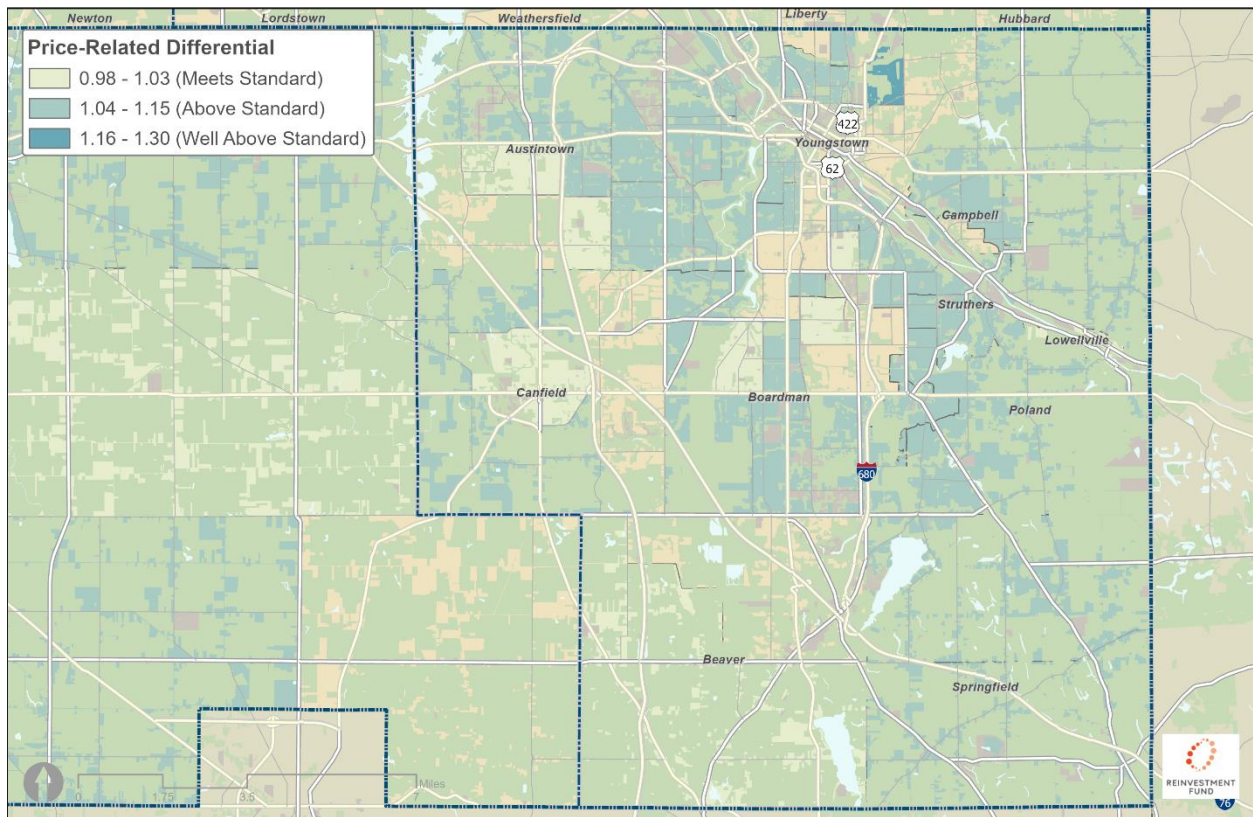 Newton
Lordstown
Weathersfield
Liberty
Hubbard
Price-Related Differential
0.98 - 1.03 (Meets Standard)
1.04 - 1.15 (Above Standard)
1.16 - 1.30 (Well Above Standard)
422
Austintown
Youngstown
62
Campbell
Struthers
Lowellville
Canfield
Boardman
Poland
680
Beaver
Springfield
Miles
0
1.75
3.5
REINVESTMENT
FUND
76